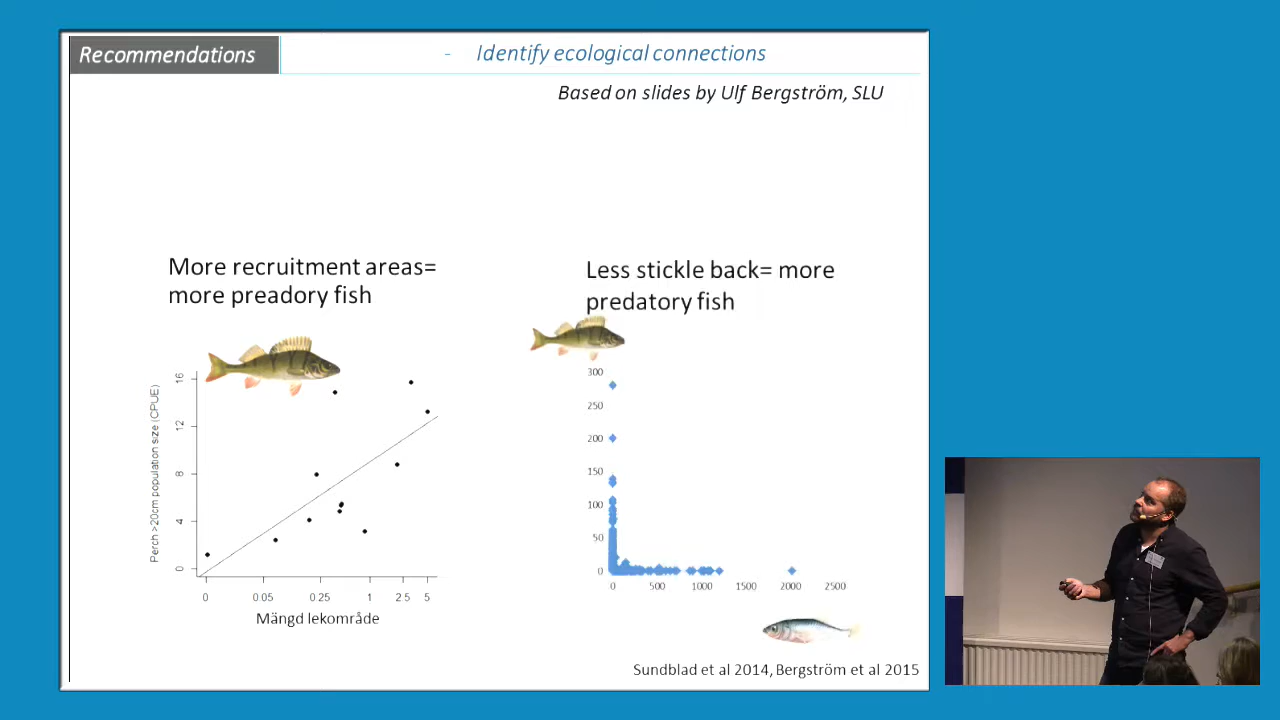 Recommendations
- Identify ecological connections
Based on slides by Ulf Bergström, SLU
More recruitment areas=
more preadory fish
Less stickle back= more
predatory fish
Perch >20cm population size (CPUE)
16
12
8
4
0
0 0.05 0.25 1 2.5 5
Mängd lekområde
300
250
200
150
100
50
0
0 500 1000 1500 2000 2500
Sundblad et al 2014, Bergström et al 2015